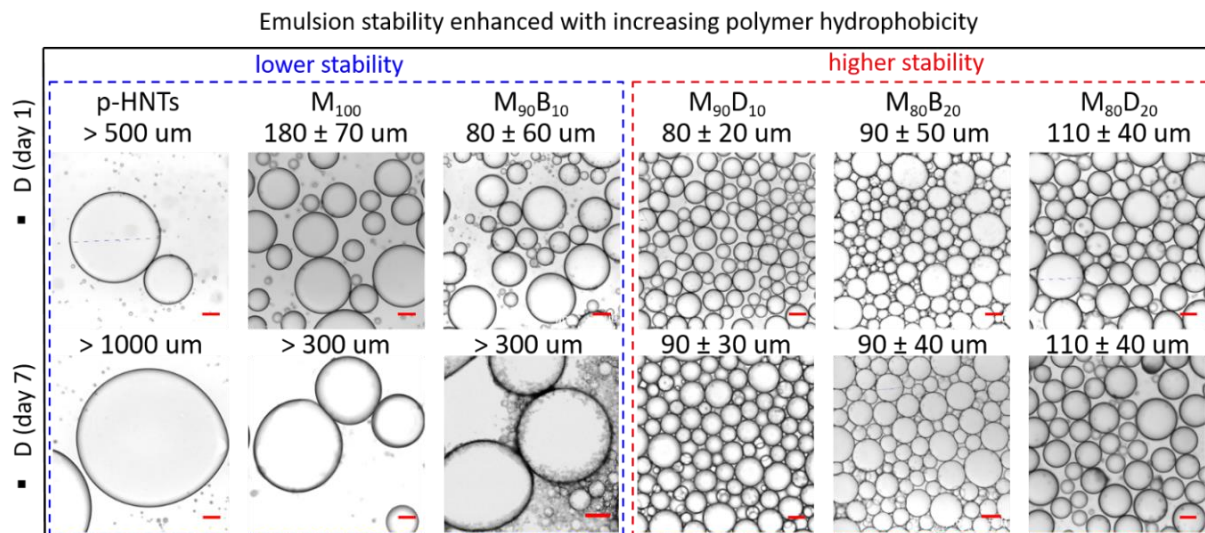 Emulsion stability enhanced with increasing polymer hydrophobicity
lower stability
higher stability
p-HNTs M₁₀₀ M₉₀B₁₀ M₉₀D₁₀ M₈₀B₂₀ M₈₀D₂₀
> 500 um 180 ± 70 um 80 ± 60 um 80 ± 20 um 90 ± 50 um 110 ± 40 um
▪ D (day 1)
> 1000 um > 300 um > 300 um 90 ± 30 um 90 ± 40 um 110 ± 40 um
▪ D (day 7)